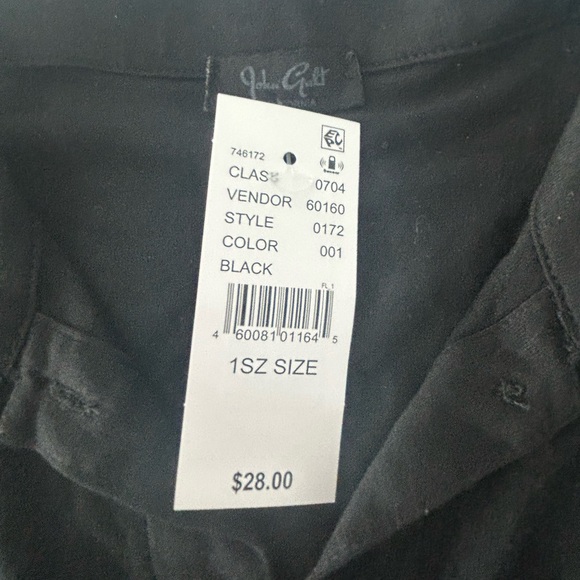 John Galt
746172
CLASS 0704
VENDOR 60160
STYLE 0172
COLOR 001
BLACK
FL 1
4 60081 01164 5
1SZ SIZE
$28.00